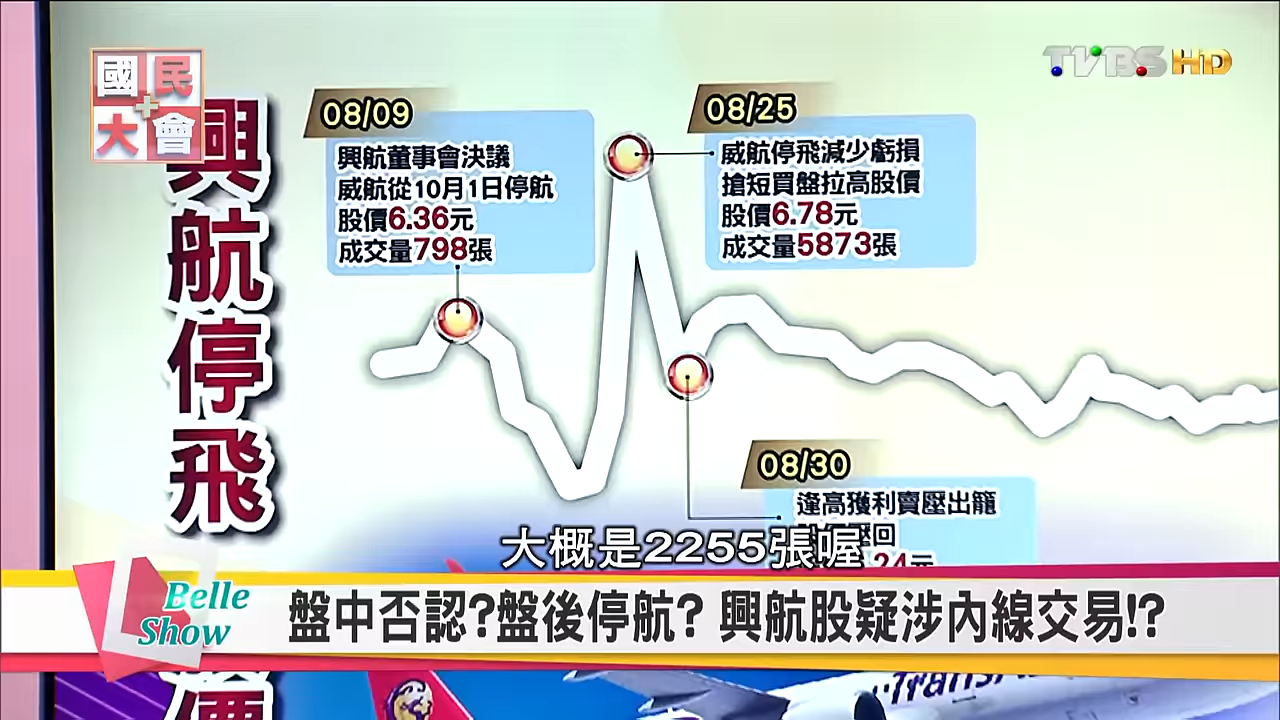 國民
大會
TVBS HD
興航停飛
08/09
興航董事會決議
威航從10月1日停航
股價6.36元
成交量798張
08/25
威航停飛減少虧損
搶短買盤拉高股價
股價6.78元
成交量5873張
08/30
逢高獲利賣壓出籠
壓回
24元
大概是2255張喔
Belle
Show
盤中否認?盤後停航? 興航股疑涉內線交易!?